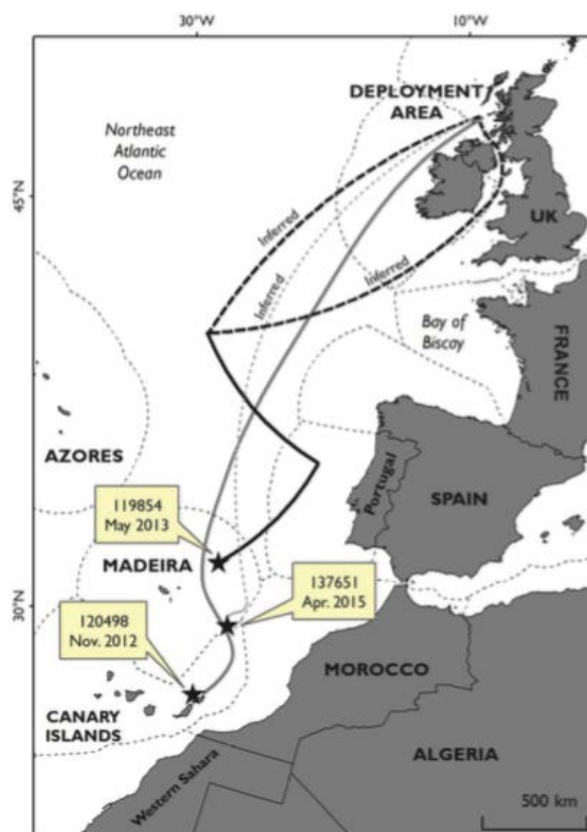 30°W
10°W
DEPLOYMENT
AREA
Northeast
Atlantic
Ocean
45°N
Inferred
Inferred
Inferred
UK
Bay of
Biscay
FRANCE
AZORES
Portugal
SPAIN
119854
May 2013
MADEIRA
137651
Apr. 2015
30°N
120498
Nov. 2012
MOROCCO
CANARY
ISLANDS
ALGERIA
Western Sahara
500 km